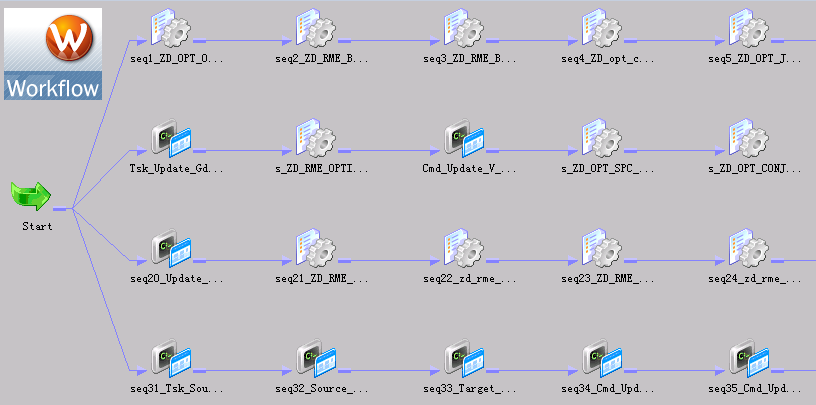 W
Workflow
seq1_ZD_OPT_O...
seq2_ZD_RME_B...
seq3_ZD_RME_B...
seq4_ZD_opt_c...
seq5_ZD_OPT_J...
Tsk_Update_Gd...
s_ZD_RME_OPTI...
Cmd_Update_V_...
s_ZD_OPT_SPC_...
s_ZD_OPT_CONJ...
Start
seq20_Update_...
seq21_ZD_RME_...
seq22_zd_rme_...
seq23_ZD_RME_...
seq24_zd_rme_...
seq31_Tsk_Sou...
seq32_Source_...
seq33_Target_...
seq34_Cmd_Upd...
seq35_Cmd_Upd...